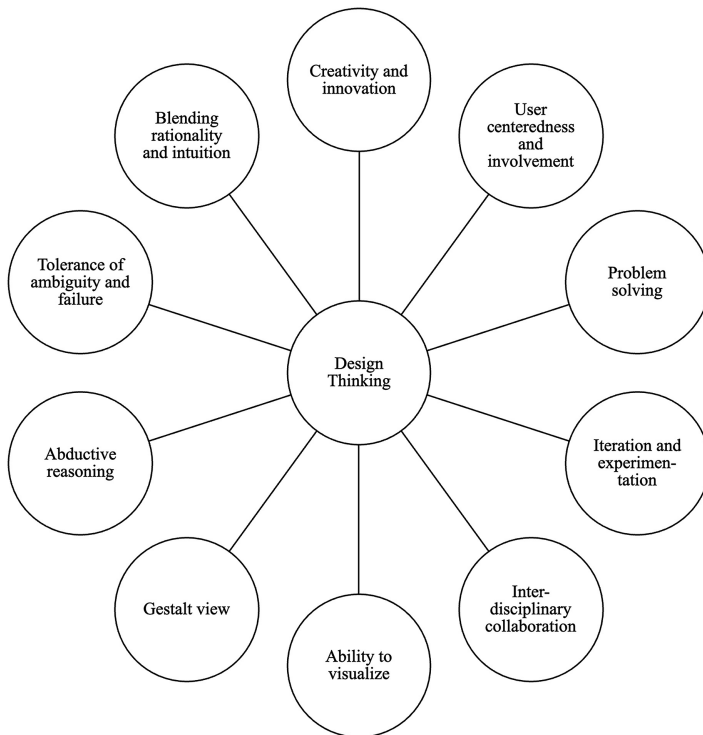 Creativity and
innovation
User
centeredness
and
involvement
Problem
solving
Iteration and
experimen-
tation
Inter-
disciplinary
collaboration
Ability to
visualize
Gestalt view
Abductive
reasoning
Tolerance of
ambiguity and
failure
Blending
rationality
and intuition
Design
Thinking